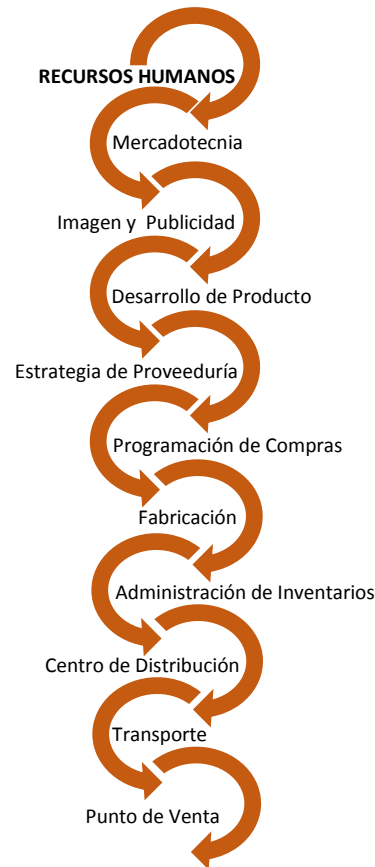 RECURSOS HUMANOS
Mercadotecnia
Imagen y Publicidad
Desarrollo de Producto
Estrategia de Proveeduría
Programación de Compras
Fabricación
Administración de Inventarios
Centro de Distribución
Transporte
Punto de Venta